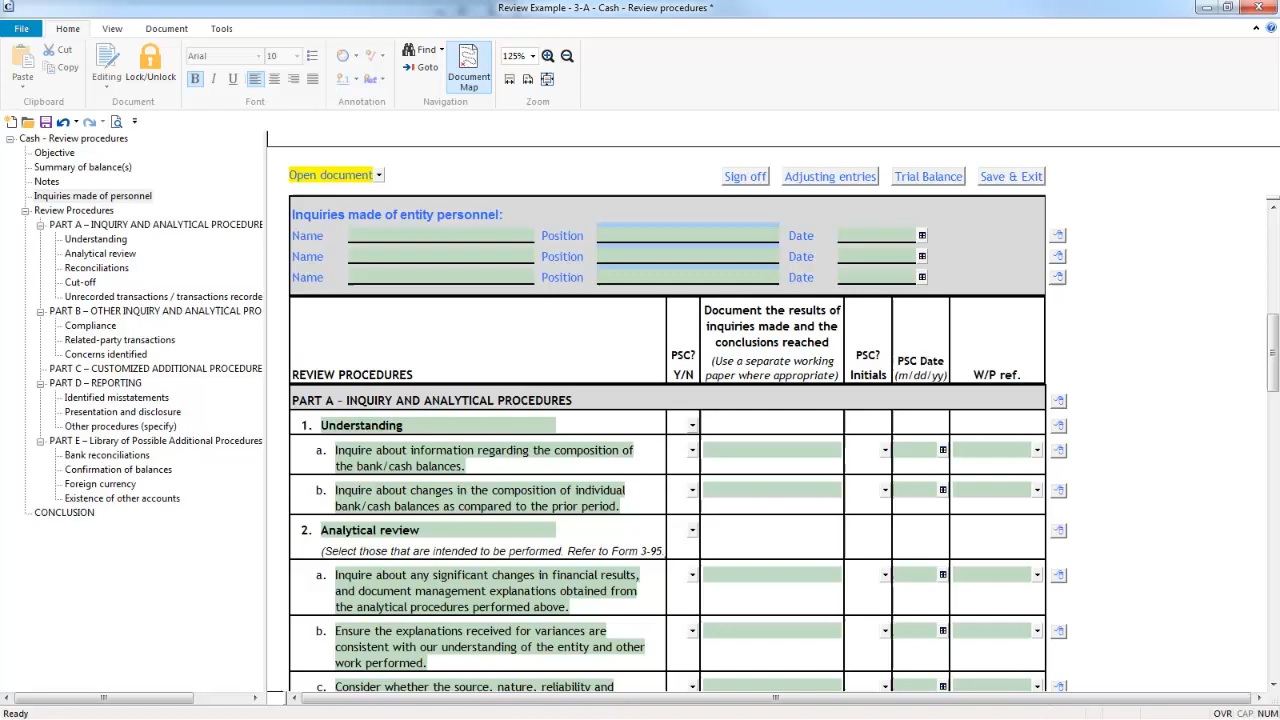 Review Example - 3-A - Cash - Review procedures *
File Home View Document Tools
Paste
Cut
Copy
Clipboard
Editing
Lock/Unlock
Document
Arial 10
B I U
Font
Annotation
Find
Goto
Document
Map
Navigation
125%
Zoom
Cash - Review procedures
Objective
Summary of balance(s)
Notes
Inquiries made of personnel
Review Procedures
PART A – INQUIRY AND ANALYTICAL PROCEDURE
Understanding
Analytical review
Reconciliations
Cut-off
Unrecorded transactions / transactions recorde
PART B – OTHER INQUIRY AND ANALYTICAL PRO
Compliance
Related-party transactions
Concerns identified
PART C – CUSTOMIZED ADDITIONAL PROCEDURE
PART D – REPORTING
Identified misstatements
Presentation and disclosure
Other procedures (specify)
PART E – Library of Possible Additional Procedures
Bank reconciliations
Confirmation of balances
Foreign currency
Existence of other accounts
CONCLUSION
Open document
Sign off Adjusting entries Trial Balance Save & Exit
Inquiries made of entity personnel:
Name Position Date
Name Position Date
Name Position Date
REVIEW PROCEDURES
PSC?
Y/N
Document the results of
inquiries made and the
conclusions reached
(Use a separate working
paper where appropriate)
PSC?
Initials
PSC Date
(m/dd/yy)
W/P ref.
PART A – INQUIRY AND ANALYTICAL PROCEDURES
1. Understanding
a. Inquire about information regarding the composition of
the bank/cash balances.
b. Inquire about changes in the composition of individual
bank/cash balances as compared to the prior period.
2. Analytical review
(Select those that are intended to be performed. Refer to Form 3-95.
a. Inquire about any significant changes in financial results,
and document management explanations obtained from
the analytical procedures performed above.
b. Ensure the explanations received for variances are
consistent with our understanding of the entity and other
work performed.
c. Consider whether the source, nature, reliability and
Ready
OVR CAP NUM